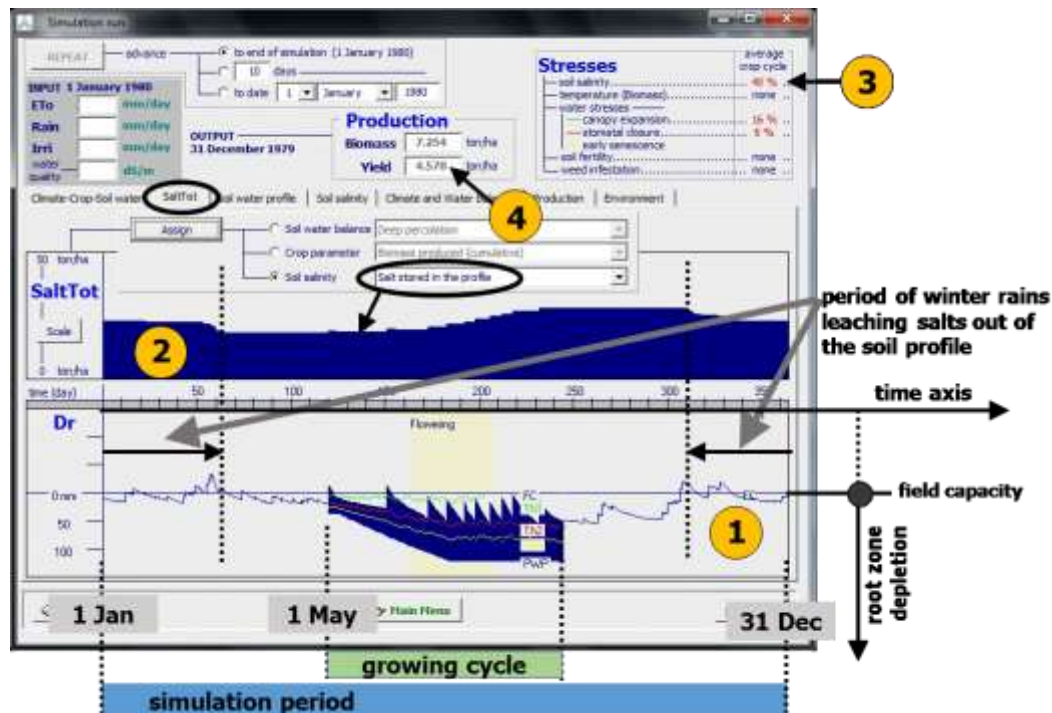 Simulation run
REPEAT
advance
to end of simulation (1 January 1980)
10 days
to date 1 January 1980
INPUT 1 January 1980
ETo mm/day
Rain mm/day
Irri mm/day
water quality dS/m
OUTPUT
31 December 1979
Production
Biomass 7.254 ton/ha
Yield 4.578 ton/ha
Stresses
average
crop cycle
soil salinity 40 %
temperature (Biomass) none
water stresses
canopy expansion 16 %
stomatal closure 6 %
early senescence
soil fertility none
weed infestation none
3
4
Climate-Crop-Soil water SaltTot Soil water profile Soil salinity Climate and Water Production Environment
Assign
Soil water balance Deep percolation
Crop parameter Biomass produced (cumulative)
Soil salinity Salt stored in the profile
50 ton/ha
SaltTot
Scale
0 ton/ha
2
period of winter rains
leaching salts out of
the soil profile
time (day) 50 100 200
time axis
Dr
Flowering
0 mm
50
100
FC
TN2
PWP
FC
1
field capacity
root zone
depletion
1 Jan
1 May
Main Menu
31 Dec
growing cycle
simulation period